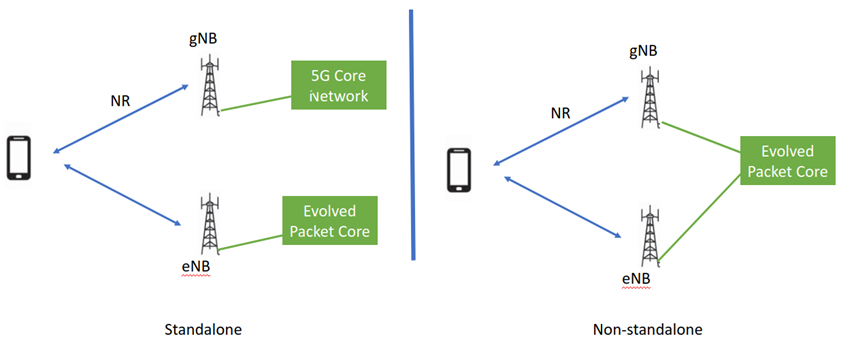 gNB
5G Core
Network
NR
Evolved
Packet Core
eNB
Standalone
gNB
NR
Evolved
Packet Core
eNB
Non-standalone